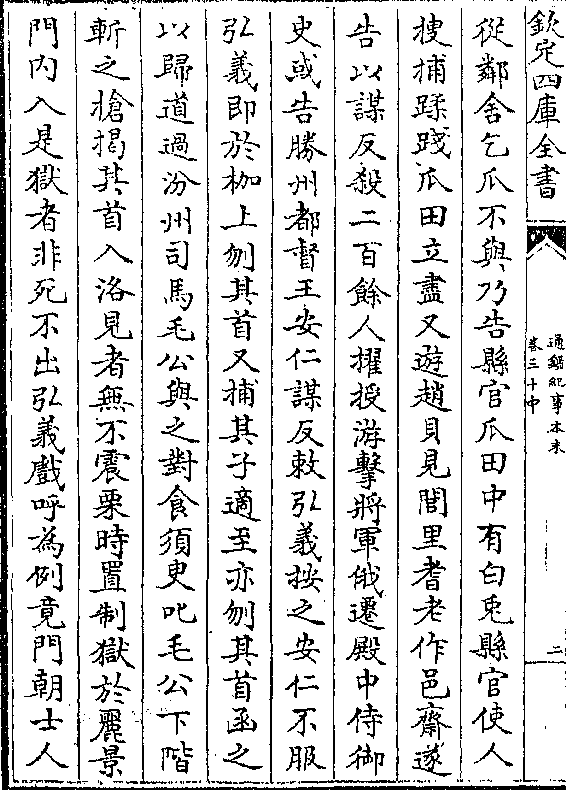 欽定四庫全書
通鑑紀事本末
卷三十中
二
從鄰舍乞瓜不與乃告縣官瓜田中有白兎縣官使人
搜捕蹂踐瓜田立盡又遊趙貝見閭里耆老作邑齋遂
告以謀反殺二百餘人擢授游擊將軍俄遷殿中侍御
史或告勝州都督王安仁謀反敕弘義按之安仁不服
弘義即於枷上刎其首又捕其子適至亦刎其首函之
以歸道過汾州司馬毛公與之對食須臾叱毛公下階
斬之槍揭其首入洛見者無不震栗時置制獄於麗景
門内入是獄者非死不出弘義戲呼為例竟門朝士人